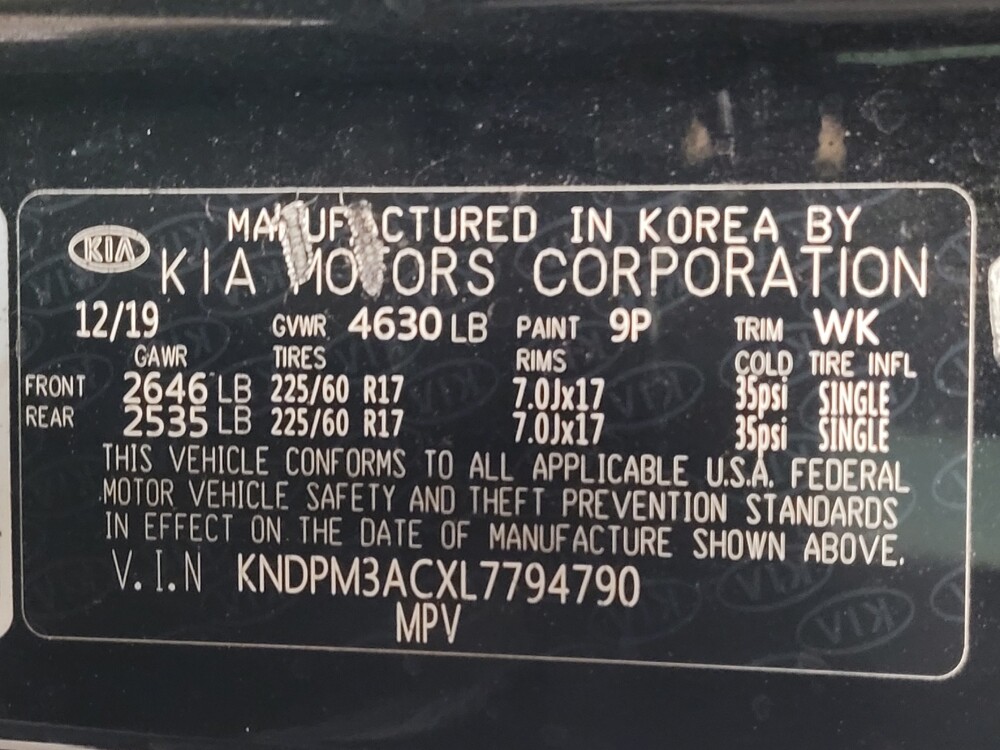 MANUFACTURED IN KOREA BY
KIA
KIA MOTORS CORPORATION
12/19 GVWR 4630 LB PAINT 9P TRIM WK
GAWR TIRES RIMS COLD TIRE INFL
FRONT 2646 LB 225/60 R17 7.0Jx17 35psi SINGLE
REAR 2535 LB 225/60 R17 7.0Jx17 35psi SINGLE
THIS VEHICLE CONFORMS TO ALL APPLICABLE U.S.A. FEDERAL
MOTOR VEHICLE SAFETY AND THEFT PREVENTION STANDARDS
IN EFFECT ON THE DATE OF MANUFACTURE SHOWN ABOVE.
V.I.N KNDPM3ACXL7794790
MPV